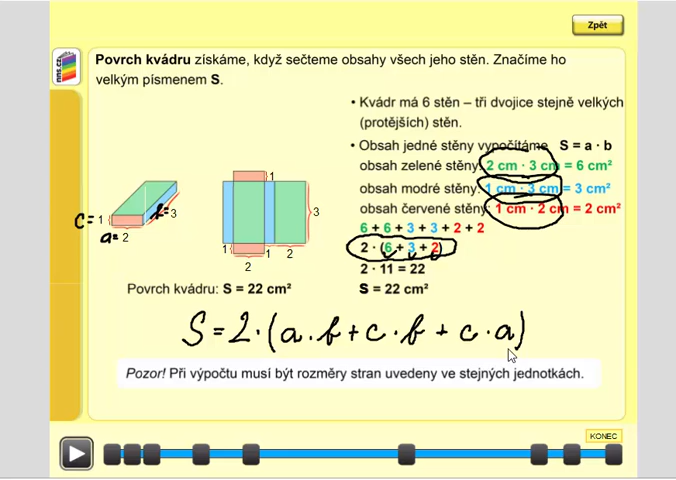 Zpět
nns.cz
Povrch kvádru získáme, když sečteme obsahy všech jeho stěn. Značíme ho
velkým písmenem S.
• Kvádr má 6 stěn – tři dvojice stejně velkých
(protějších) stěn.
• Obsah jedné stěny vypočítáme S = a · b
obsah zelené stěny: 2 cm · 3 cm = 6 cm²
obsah modré stěny: 1 cm · 3 cm = 3 cm²
obsah červené stěny: 1 cm · 2 cm = 2 cm²
6 + 6 + 3 + 3 + 2 + 2
2 · (6 + 3 + 2)
2 · 11 = 22
S = 22 cm²
c = 1
b = 3
a = 2
1
3
1
2
1
2
Povrch kvádru: S = 22 cm²
S = 2 · (a · b + c · b + c · a)
Pozor! Při výpočtu musí být rozměry stran uvedeny ve stejných jednotkách.
KONEC